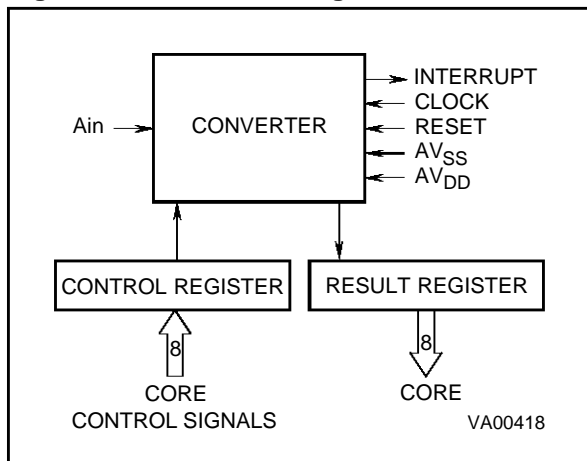 INTERRUPT
CLOCK
Ain
CONVERTER
RESET
AVSS
AVDD
CONTROL REGISTER
RESULT REGISTER
8
8
CORE
CONTROL SIGNALS
CORE
VA00418